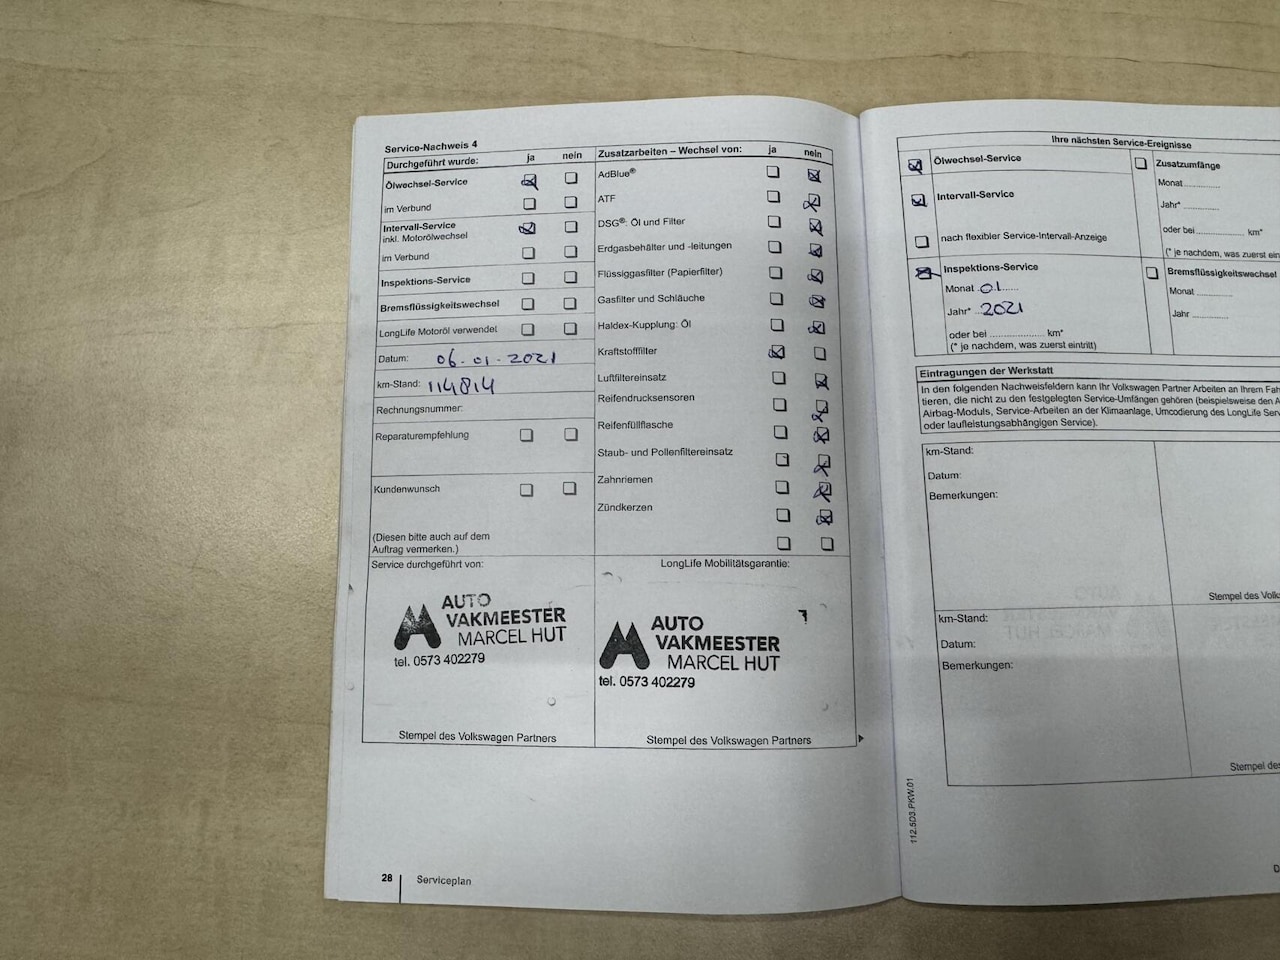 Service-Nachweis 4
Durchgeführt wurde: ja nein
Ölwechsel-Service
im Verbund
Intervall-Service
inkl. Motorölwechsel
im Verbund
Inspektions-Service
Bremsflüssigkeitswechsel
LongLife Motoröl verwendet
Datum: 06-01-2021
km-Stand: 114814
Rechnungsnummer:
Reparaturempfehlung
Kundenwunsch
(Diesen bitte auch auf dem
Auftrag vermerken.)
Service durchgeführt von:
AUTO
VAKMEESTER
MARCEL HUT
tel. 0573 402279
Stempel des Volkswagen Partners
Zusatzarbeiten – Wechsel von: ja nein
AdBlue®
ATF
DSG®: Öl und Filter
Erdgasbehälter und -leitungen
Flüssiggasfilter (Papierfilter)
Gasfilter und Schläuche
Haldex-Kupplung: Öl
Kraftstofffilter
Luftfiltereinsatz
Reifendrucksensoren
Reifenfüllflasche
Staub- und Pollenfiltereinsatz
Zahnriemen
Zündkerzen
LongLife Mobilitätsgarantie:
AUTO
VAKMEESTER
MARCEL HUT
tel. 0573 402279
Stempel des Volkswagen Partners
28 Serviceplan
Ihre nächsten Service-Ereignisse
Ölwechsel-Service
Intervall-Service
nach flexibler Service-Intervall-Anzeige
Inspektions-Service
Monat 01
Jahr* 2021
oder bei .................... km*
(* je nachdem, was zuerst eintritt)
Zusatzumfänge
Monat .............
Jahr* .............
oder bei .................. km*
(* je nachdem, was zuerst ein
Bremsflüssigkeitswechsel
Monat .............
Jahr .............
Eintragungen der Werkstatt
In den folgenden Nachweisfeldern kann Ihr Volkswagen Partner Arbeiten an Ihrem Fah
tieren, die nicht zu den festgelegten Service-Umfängen gehören (beispielsweise den A
Airbag-Moduls, Service-Arbeiten an der Klimaanlage, Umcodierung des LongLife Serv
oder laufleistungsabhängigen Service).
km-Stand:
Datum:
Bemerkungen:
Stempel des Volks
km-Stand:
Datum:
Bemerkungen:
Stempel des
112.5D3.PKW.01